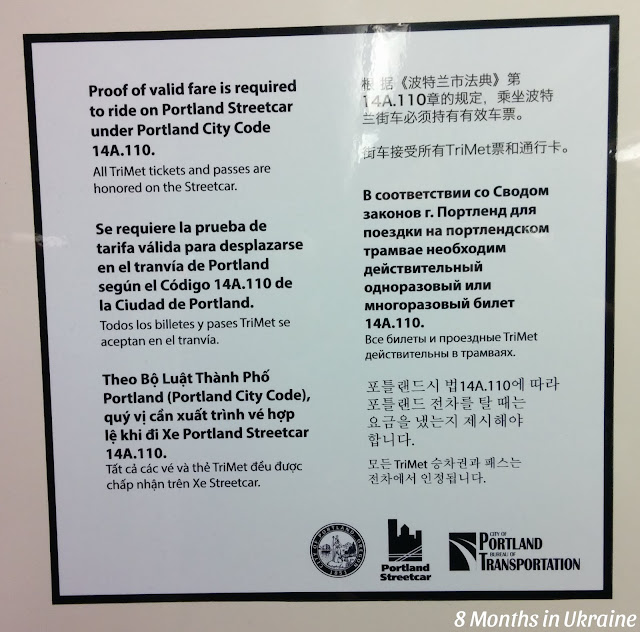 Proof of valid fare is required
to ride on Portland Streetcar
under Portland City Code
14A.110.
All TriMet tickets and passes are
honored on the Streetcar.
Se requiere la prueba de
tarifa válida para desplazarse
en el tranvía de Portland
según el Código 14A.110 de
la Ciudad de Portland.
Todos los billetes y pases TriMet se
aceptan en el tranvía.
Theo Bộ Luật Thành Phố
Portland (Portland City Code),
quý vị cần xuất trình vé hợp
lệ khi đi Xe Portland Streetcar
14A.110.
Tất cả các vé và thẻ TriMet đều được
chấp nhận trên Xe Streetcar.
根据《波特兰市法典》第
14A.110章的规定，乘坐波特
兰街车必须持有有效车票。
街车接受所有TriMet票和通行卡。
В соответствии со Сводом
законов г. Портленд для
поездки на портлендском
трамвае необходим
действительный
одноразовый или
многоразовый билет
14A.110.
Все билеты и проездные TriMet
действительны в трамваях.
포틀랜드시 법14A.110에 따라
포틀랜드 전차를 탈 때는
요금을 냈는지 제시해야
합니다.
모든 TriMet 승차권과 패스는
전차에서 인정됩니다.
Portland
Streetcar
CITY OF
PORTLAND
BUREAU OF
TRANSPORTATION
8 Months in Ukraine